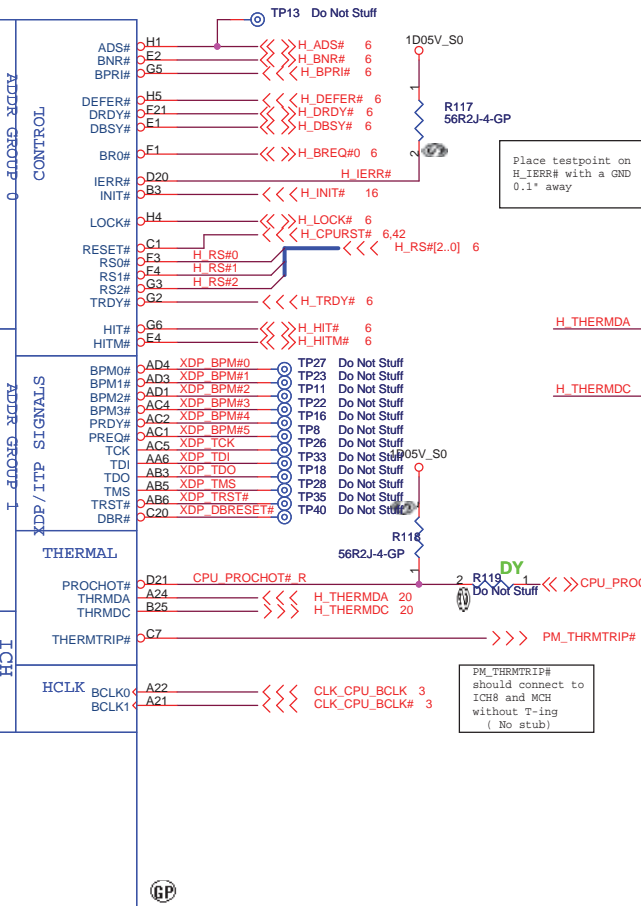 TP13 Do Not Stuff
ADS# H1 H_ADS# 6
BNR# E2 H_BNR# 6
BPRI# G5 H_BPRI# 6
1D05V_S0
DEFER# H5 H_DEFER# 6
DRDY# F21 H_DRDY# 6
DBSY# E1 H_DBSY# 6
1
R117
56R2J-4-GP
2
BR0# F1 H_BREQ#0 6
IERR# D20 H_IERR#
INIT# B3 H_INIT# 16
Place testpoint on
H_IERR# with a GND
0.1" away
LOCK# H4 H_LOCK# 6
H_CPURST# 6,42
RESET# C1
RS0# F3 H_RS#0 H_RS#[2..0] 6
RS1# F4 H_RS#1
RS2# G3 H_RS#2
TRDY# G2 H_TRDY# 6
HIT# G6 H_HIT# 6
HITM# E4 H_HITM# 6
ADDR GROUP 0
CONTROL
H_THERMDA
H_THERMDC
BPM0# AD4 XDP_BPM#0 TP27 Do Not Stuff
BPM1# AD3 XDP_BPM#1 TP23 Do Not Stuff
BPM2# AD1 XDP_BPM#2 TP11 Do Not Stuff
BPM3# AC4 XDP_BPM#3 TP22 Do Not Stuff
PRDY# AC2 XDP_BPM#4 TP16 Do Not Stuff
PREQ# AC1 XDP_BPM#5 TP8 Do Not Stuff
TCK AC5 XDP_TCK TP26 Do Not Stuff
TDI AA6 XDP_TDI TP33 Do Not Stuff
TDO AB3 XDP_TDO TP18 Do Not Stuff
TMS AB5 XDP_TMS TP28 Do Not Stuff
TRST# AB6 XDP_TRST# TP35 Do Not Stuff
DBR# C20 XDP_DBRESET# TP40 Do Not Stuff
ADDR GROUP 1
XDP/ITP SIGNALS
1D05V_S0
R118
56R2J-4-GP
1
THERMAL
PROCHOT# D21 CPU_PROCHOT#_R
2 R119 1
DY
Do Not Stuff
CPU_PROC
THRMDA A24 H_THERMDA 20
THRMDC B25 H_THERMDC 20
THERMTRIP# C7 PM_THRMTRIP#
ICH
HCLK
BCLK0 A22 CLK_CPU_BCLK 3
BCLK1 A21 CLK_CPU_BCLK# 3
PM_THRMTRIP#
should connect to
ICH8 and MCH
without T-ing
( No stub)
GP